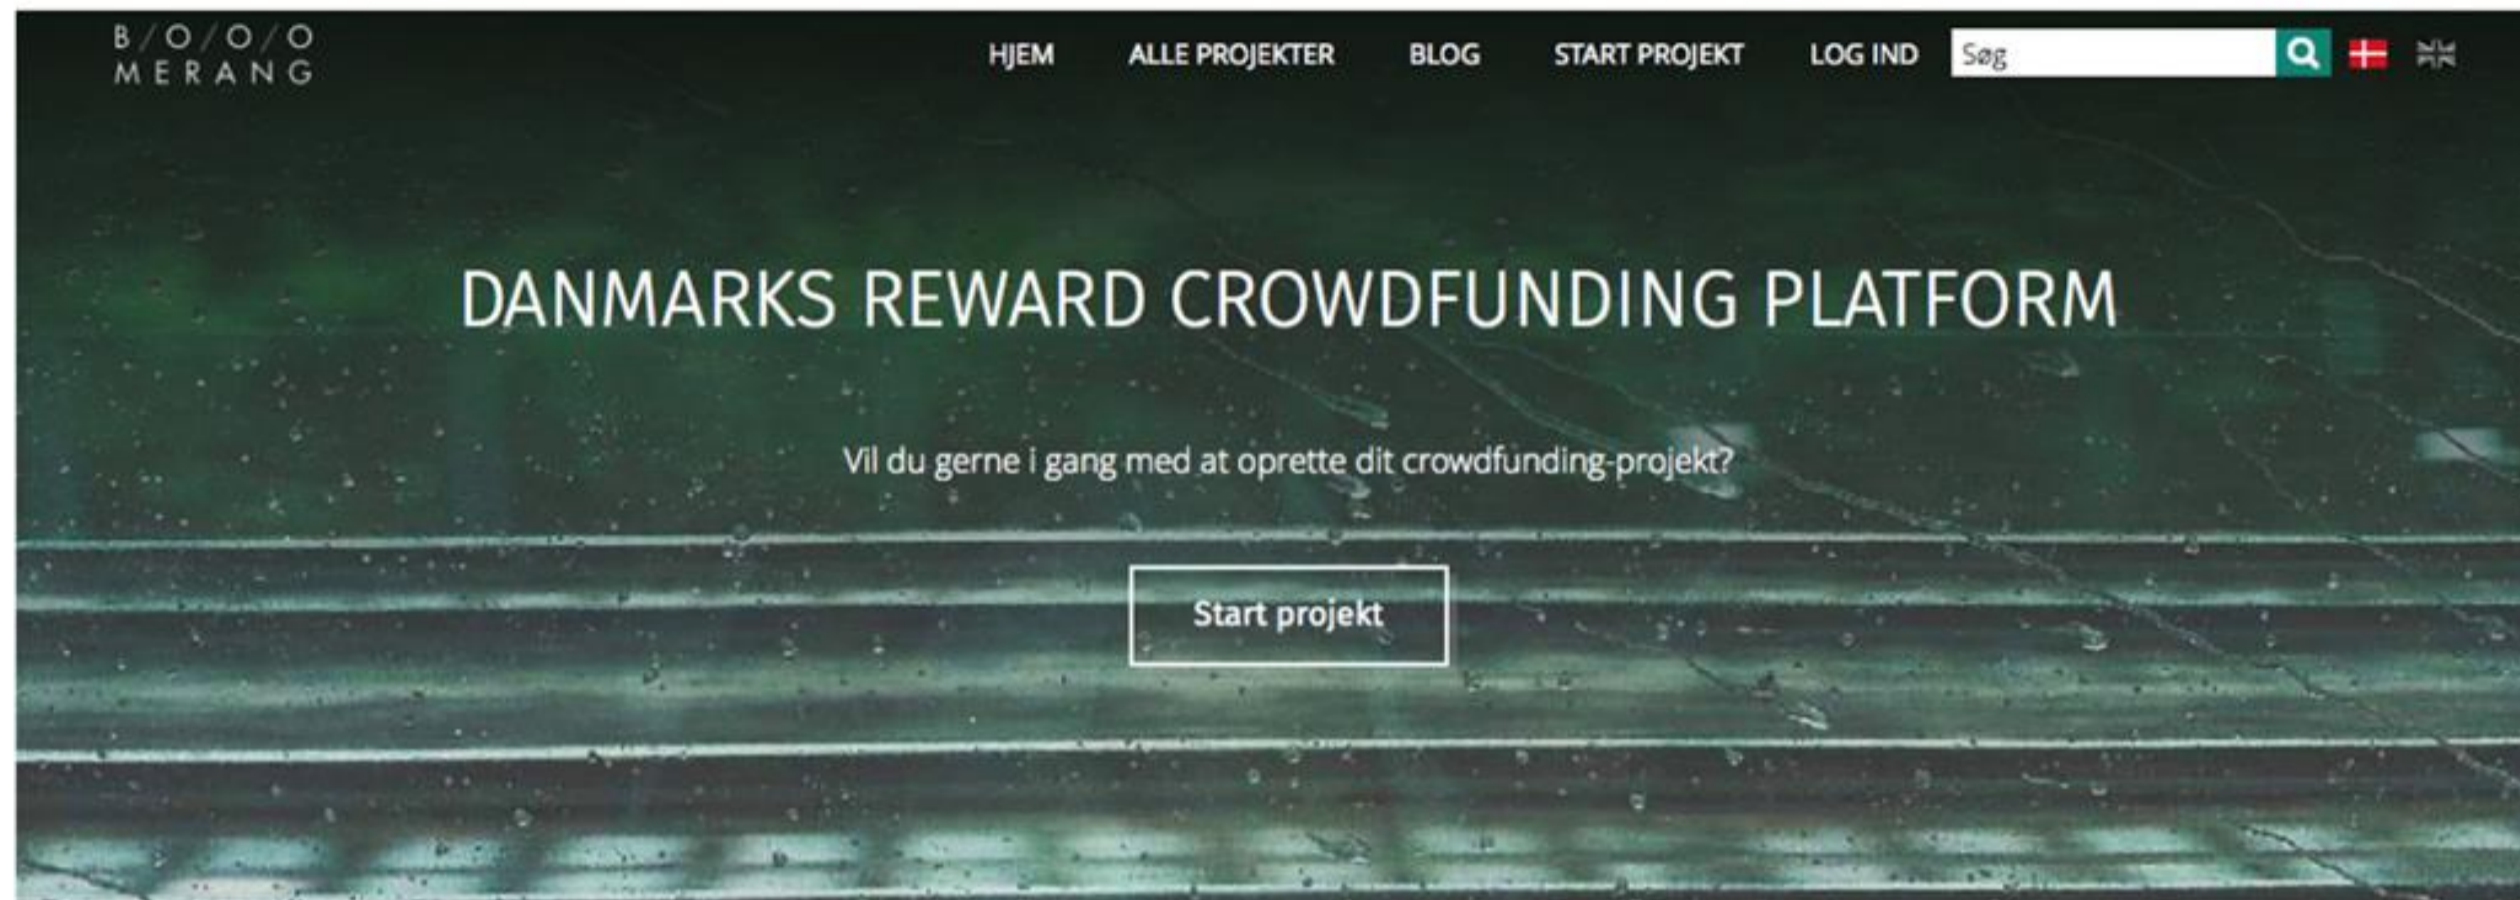 B/O/O/O
MERANG
HJEM ALLE PROJEKTER BLOG START PROJEKT LOG IND Søg
DANMARKS REWARD CROWDFUNDING PLATFORM
Vil du gerne i gang med at oprette dit crowdfunding-projekt?
Start projekt